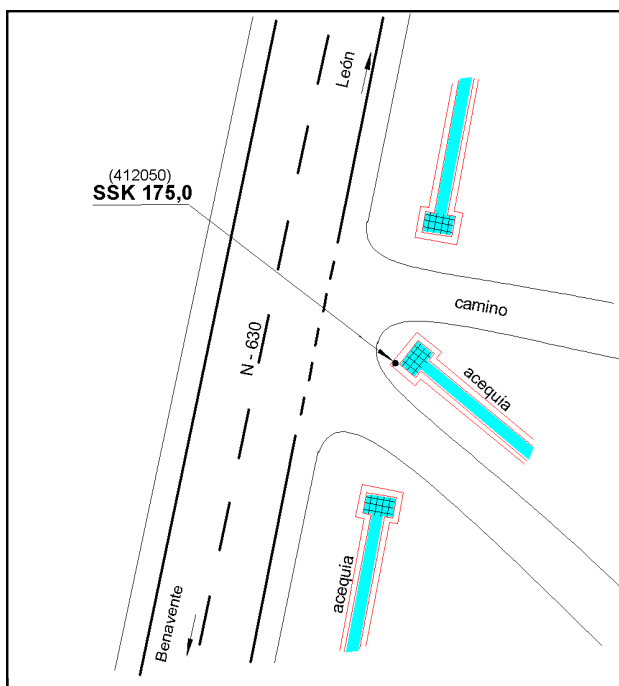 León
(412050)
SSK 175,0
camino
N - 630
acequia
acequia
Benavente